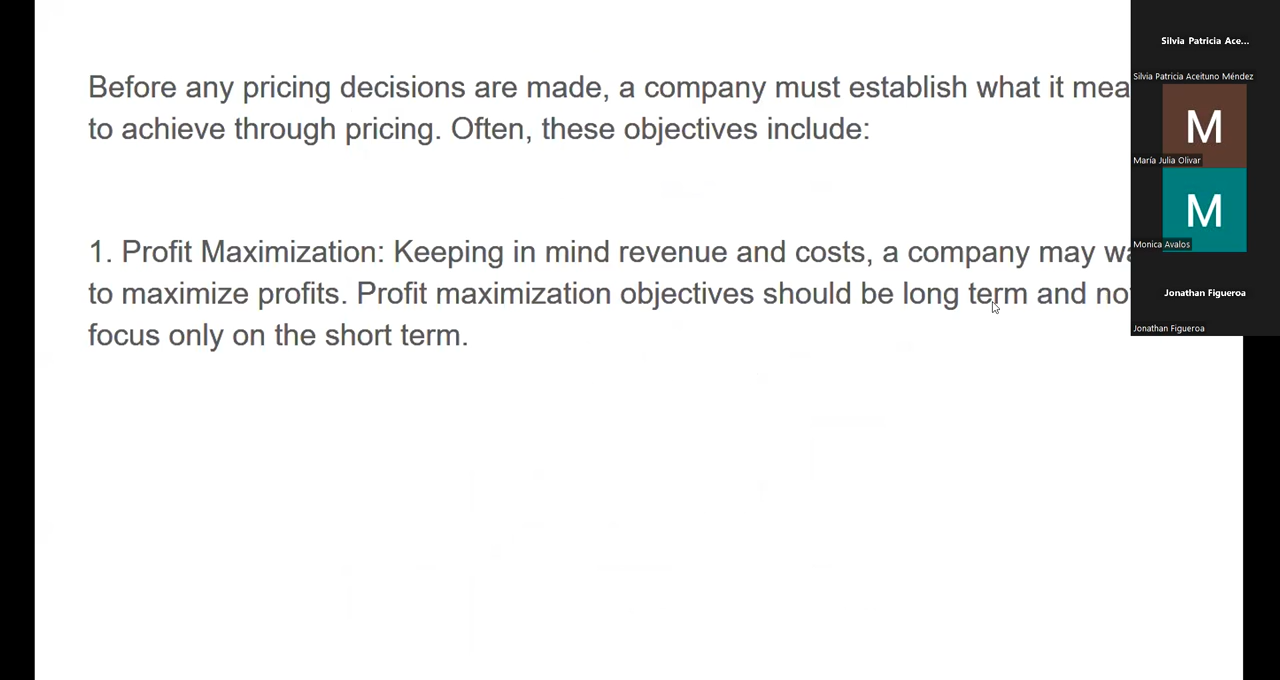 Before any pricing decisions are made, a company must establish what it
to achieve through pricing. Often, these objectives include:
1. Profit Maximization: Keeping in mind revenue and costs, a company may
to maximize profits. Profit maximization objectives should be long term and
focus only on the short term.
Silvia Patricia Ace...
Silvia Patricia Aceituno Méndez
M
María Julia Olivar
M
Monica Avalos
Jonathan Figueroa
Jonathan Figueroa